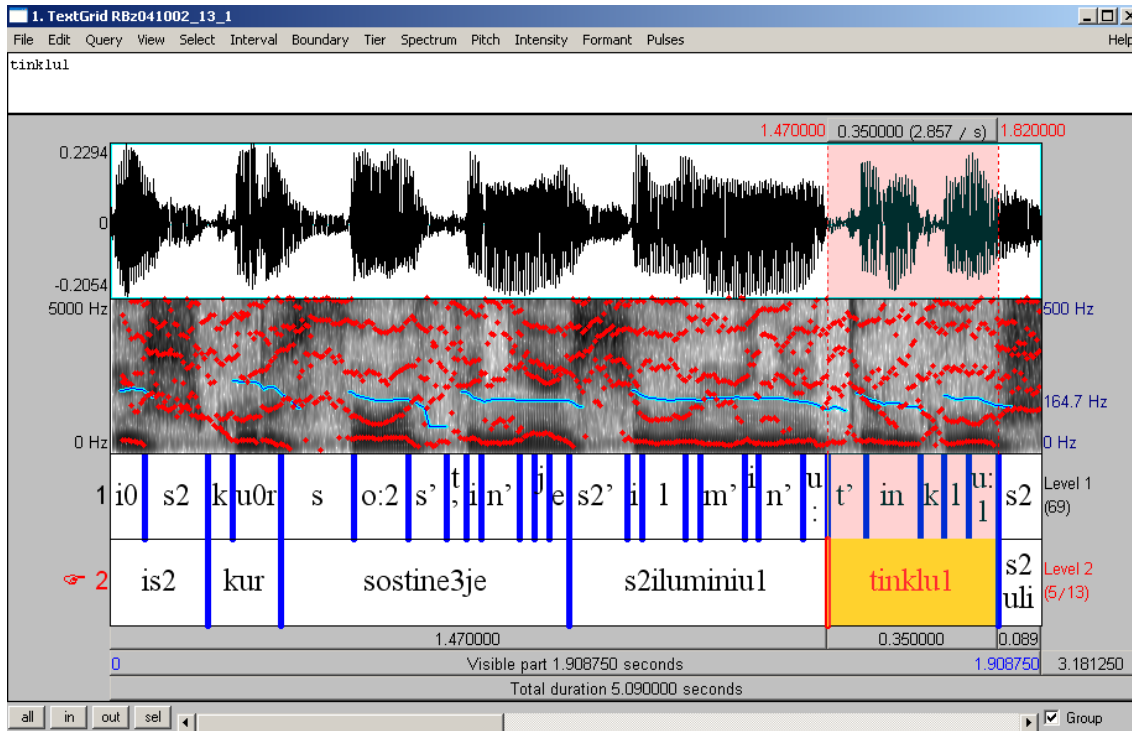 1. TextGrid RBz041002_13_1
File Edit Query View Select Interval Boundary Tier Spectrum Pitch Intensity Formant Pulses Help
tinklu1
1.470000 0.350000 (2.857 / s) 1.820000
0.2294
0
-0.2054
5000 Hz 500 Hz
164.7 Hz
0 Hz 0 Hz
1 i0 s2 k u0r s o:2 s’ t’ i n’ j e s2’ i l m’ i n’ u: t’ in k l u:1 s2 Level 1 (69)
2 is2 kur sostine3je s2iluminiu1 tinklu1 s2uli Level 2 (5/13)
1.470000 0.350000 0.089
0 Visible part 1.908750 seconds 1.908750 3.181250
Total duration 5.090000 seconds
all in out sel Group